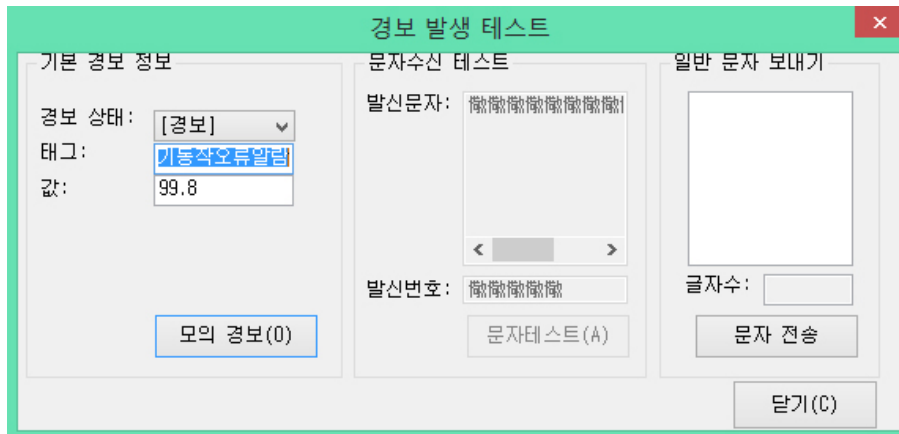 경보 발생 테스트
기본 경보 정보
경보 상태:
[경보]
태그:
기동작오류알림
값:
99.8
모의 경보(O)
문자수신 테스트
발신문자:
발신번호:
문자테스트(A)
일반 문자 보내기
글자수:
문자 전송
닫기(C)